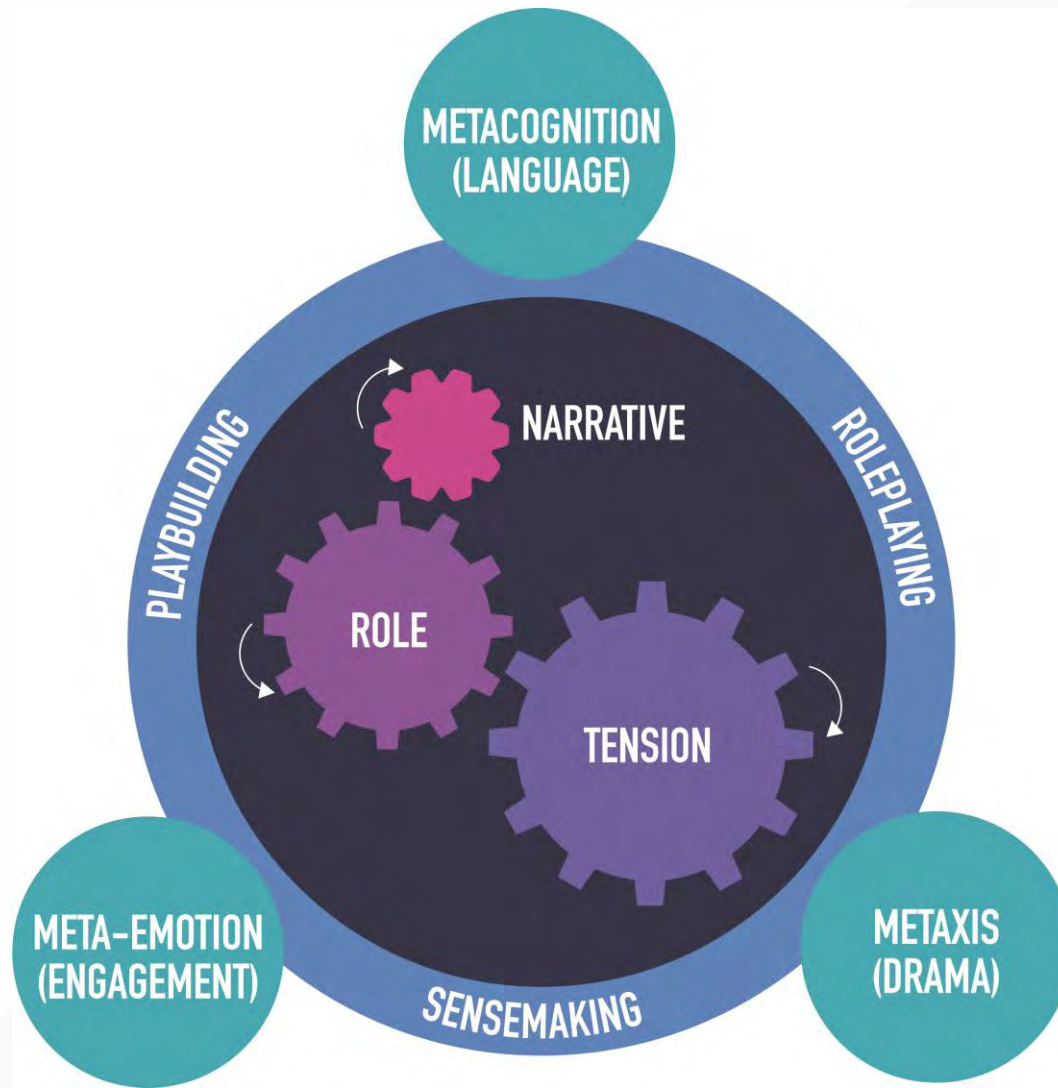 METACOGNITION
(LANGUAGE)
PLAYBUILDING
ROLEPLAYING
NARRATIVE
ROLE
TENSION
META-EMOTION
(ENGAGEMENT)
METAXIS
(DRAMA)
SENSEMAKING